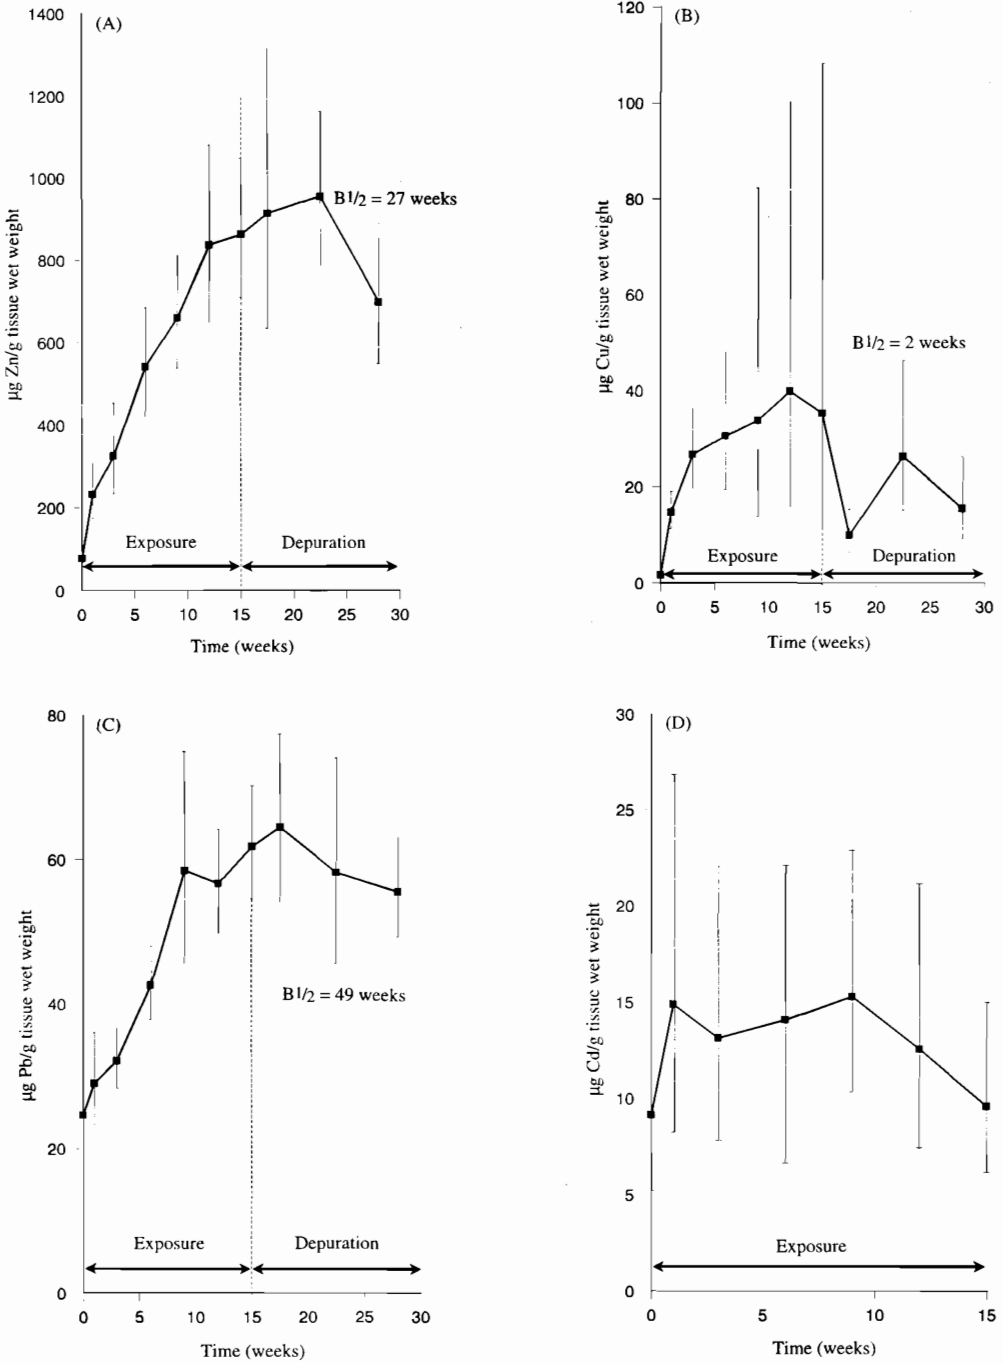 (A)
1400
1200
1000
800
600
400
200
0
µg Zn/g tissue wet weight
B1/2 = 27 weeks
Exposure
Depuration
0 5 10 15 20 25 30
Time (weeks)
(B)
120
100
80
60
40
20
0
µg Cu/g tissue wet weight
B1/2 = 2 weeks
Exposure
Depuration
0 5 10 15 20 25 30
Time (weeks)
(C)
80
60
40
20
0
µg Pb/g tissue wet weight
B1/2 = 49 weeks
Exposure
Depuration
0 5 10 15 20 25 30
Time (weeks)
(D)
30
25
20
15
10
5
0
µg Cd/g tissue wet weight
Exposure
0 5 10 15
Time (weeks)